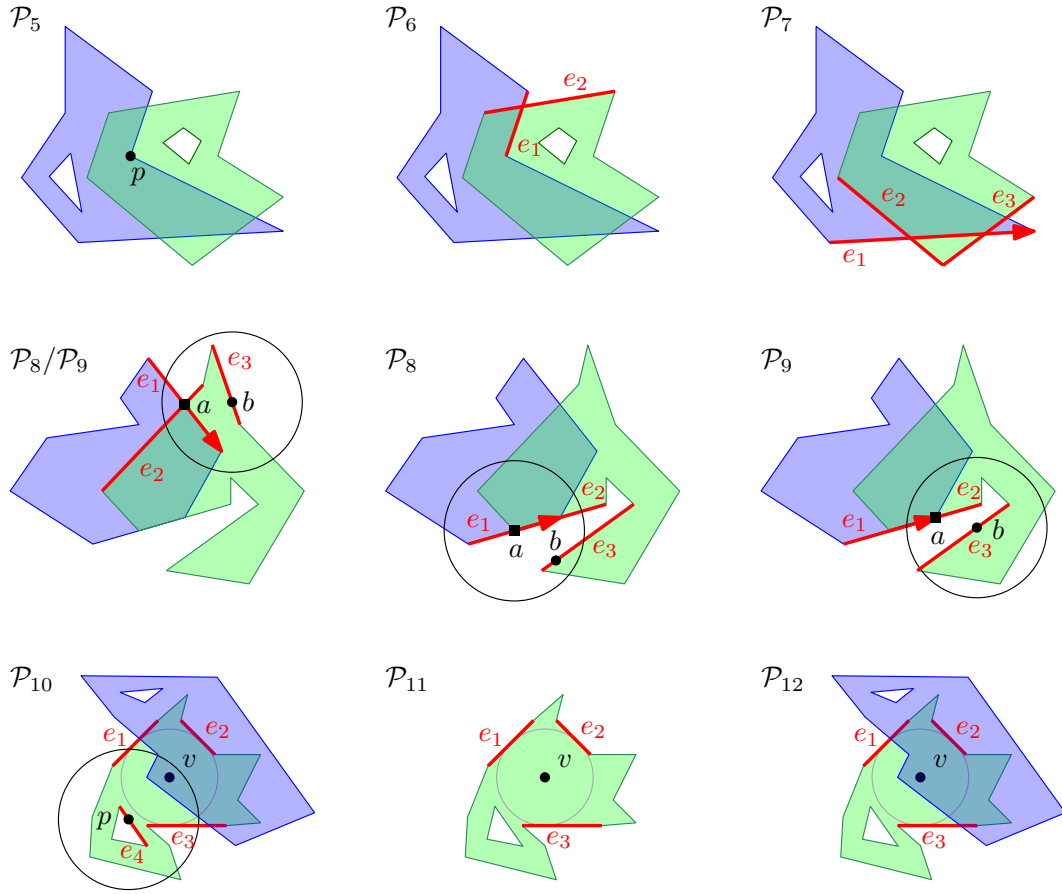 𝒫₅ 𝒫₆ 𝒫₇
p
e₂
e₁
e₂
e₃
e₁
𝒫₈/𝒫₉ 𝒫₈ 𝒫₉
e₁
a
e₃
b
e₂
e₁
a
b
e₂
e₃
e₁
a
e₂
b
e₃
𝒫₁₀ 𝒫₁₁ 𝒫₁₂
e₁
e₂
v
p
e₃
e₄
e₁
e₂
v
e₃
e₁
e₂
v
e₃